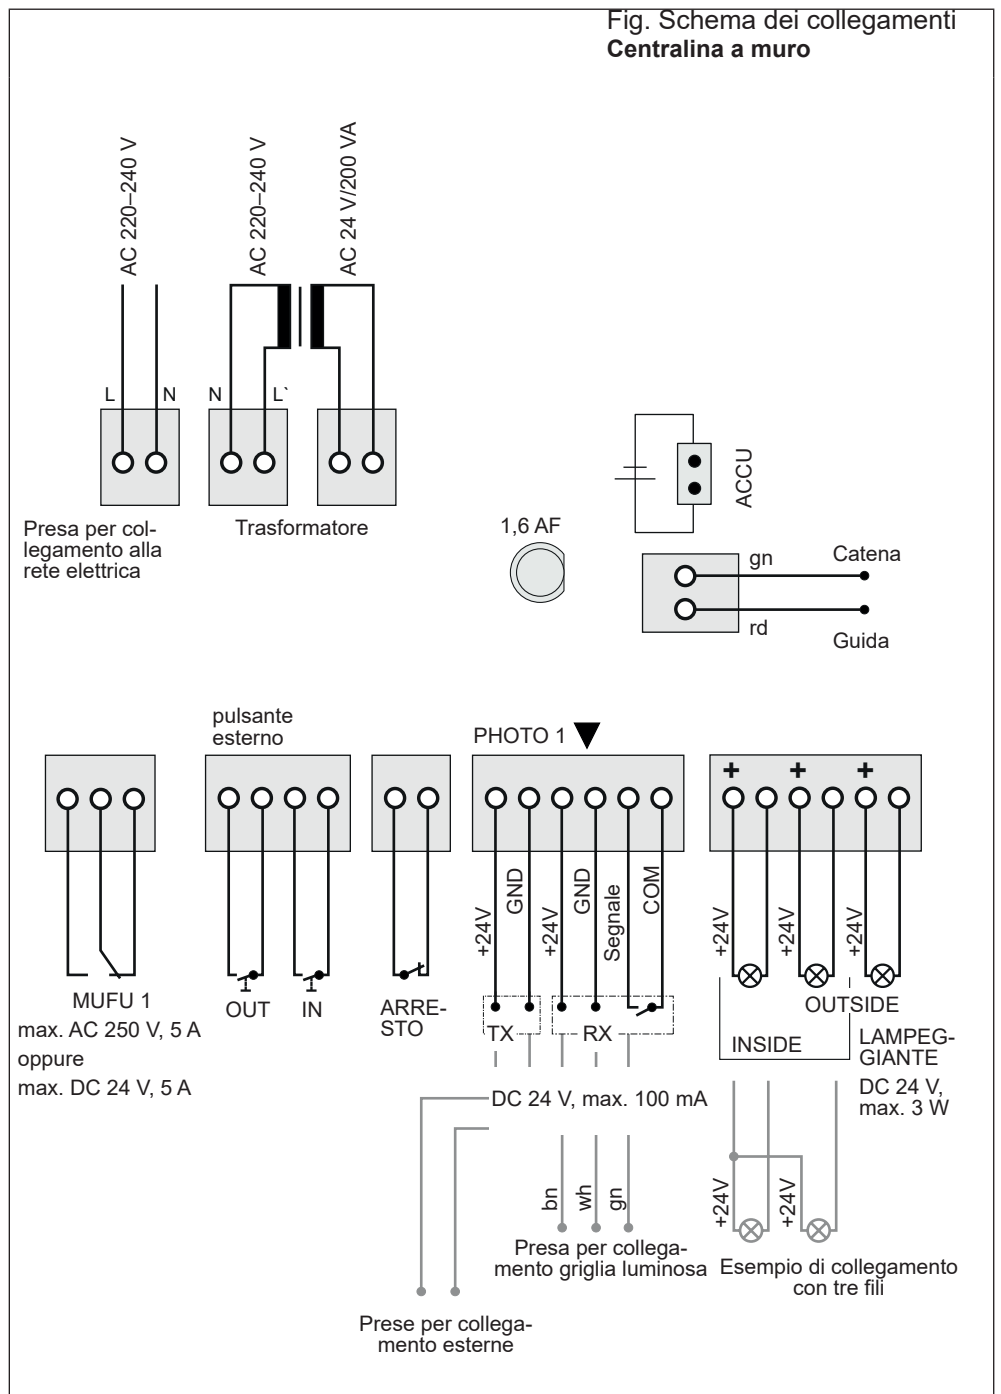 Fig. Schema dei collegamenti
Centralina a muro
AC 220–240 V
AC 220–240 V
AC 24 V/200 VA
L
N
N
L`
Presa per col-
legamento alla
rete elettrica
Trasformatore
1,6 AF
ACCU
gn
Catena
rd
Guida
pulsante
esterno
PHOTO 1
+
+
+
+24V
GND
+24V
GND
Segnale
COM
+24V
+24V
+24V
MUFU 1
max. AC 250 V, 5 A
oppure
max. DC 24 V, 5 A
OUT
IN
ARRE-
STO
TX
RX
OUTSIDE
INSIDE
LAMPEG-
GIANTE
DC 24 V,
max. 3 W
DC 24 V, max. 100 mA
bn
wh
gn
+24V
+24V
Presa per collega-
mento griglia luminosa
Esempio di collegamento
con tre fili
Prese per collega-
mento esterne